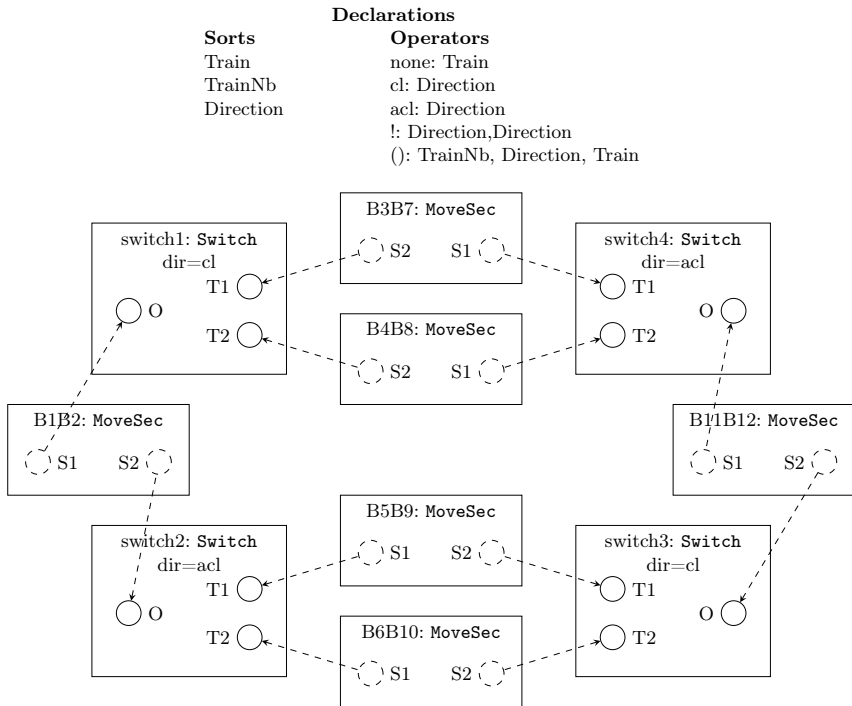 Declarations
Sorts Operators
Train none: Train
TrainNb cl: Direction
Direction acl: Direction
!: Direction,Direction
(): TrainNb, Direction, Train
B3B7: MoveSec
S2 S1
switch1: Switch
dir=cl
T1
O
T2
switch4: Switch
dir=acl
T1
O
T2
B4B8: MoveSec
S2 S1
B1B2: MoveSec
S1 S2
B11B12: MoveSec
S1 S2
B5B9: MoveSec
S1 S2
switch2: Switch
dir=acl
T1
O
T2
switch3: Switch
dir=cl
T1
O
T2
B6B10: MoveSec
S1 S2